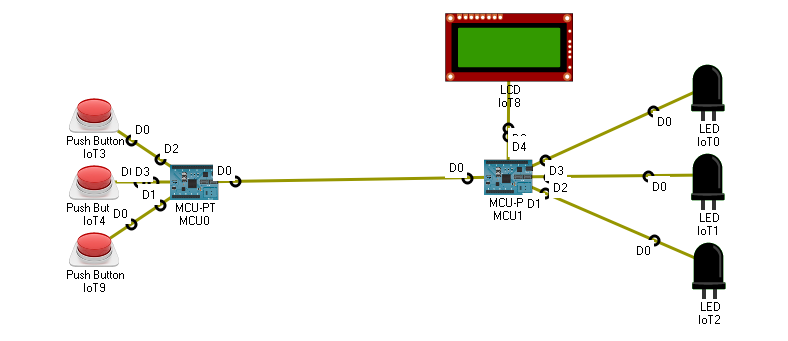 LCD
IoT8
D0
D4
D0
LED
IoT0
D0
Push Button
IoT3
D2
D3
D1
Push But
IoT4
D0
MCU-PT
MCU0
D0
D0
MCU-P
MCU1
D3
D2
D1
D0
LED
IoT1
D0
Push Button
IoT9
D0
LED
IoT2